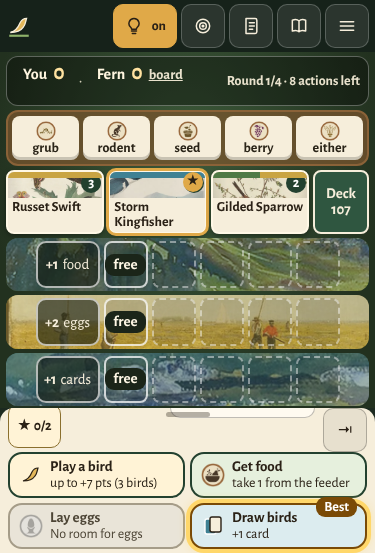 on
You 0 . Fern 0 board
Round 1/4 · 8 actions left
grub rodent seed berry either
3 ★ 2
Russet Swift
Storm
Kingfisher
Gilded Sparrow
Deck
107
+1 food free
+2 eggs free
+1 cards free
★ 0/2
Play a bird
up to +7 pts (3 birds)
Get food
take 1 from the feeder
Best
Lay eggs
No room for eggs
Draw birds
+1 card